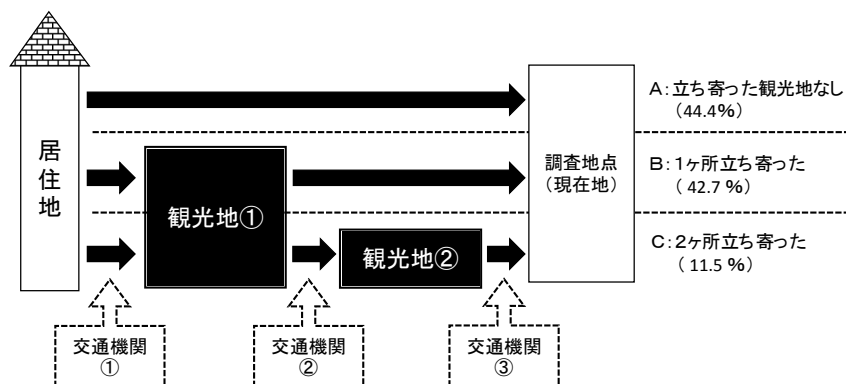 居住地
観光地①
観光地②
調査地点
(現在地)
A:立ち寄った観光地なし
(44.4%)
B:1ヶ所立ち寄った
( 42.7 %)
C:2ヶ所立ち寄った
( 11.5 %)
交通機関
①
交通機関
②
交通機関
③